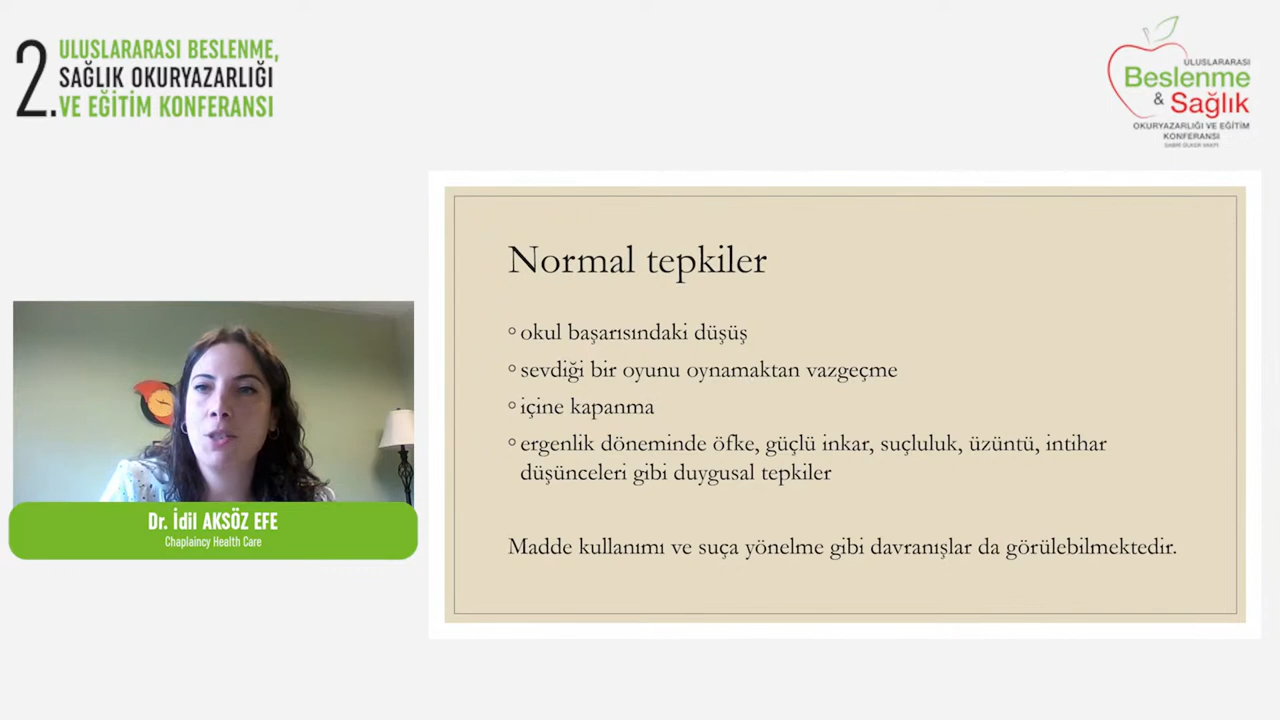 2. ULUSLARARASI BESLENME,
SAĞLIK OKURYAZARLIĞI
VE EĞİTİM KONFERANSI
ULUSLARARASI
Beslenme
& Sağlık
OKURYAZARLIĞI VE EĞİTİM
KONFERANSI
SABRİ ÜLKER VAKFI
Normal tepkiler
okul başarısındaki düşüş
sevdiği bir oyunu oynamaktan vazgeçme
içine kapanma
ergenlik döneminde öfke, güçlü inkar, suçluluk, üzüntü, intihar
düşünceleri gibi duygusal tepkiler
Madde kullanımı ve suça yönelme gibi davranışlar da görülebilmektedir.
Dr. İdil AKSÖZ EFE
Chaplaincy Health Care